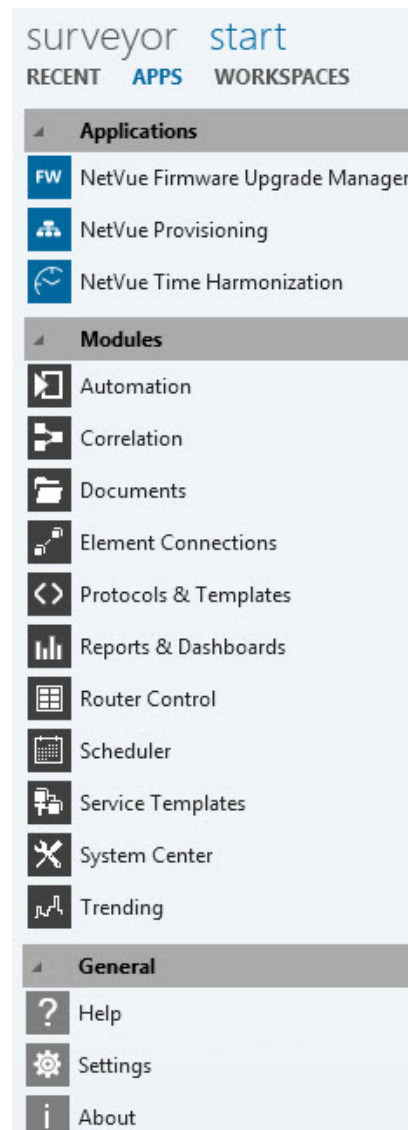 surveyor start
RECENT APPS WORKSPACES
Applications
FW NetVue Firmware Upgrade Manager
NetVue Provisioning
NetVue Time Harmonization
Modules
Automation
Correlation
Documents
Element Connections
Protocols & Templates
Reports & Dashboards
Router Control
Scheduler
Service Templates
System Center
Trending
General
? Help
Settings
i About